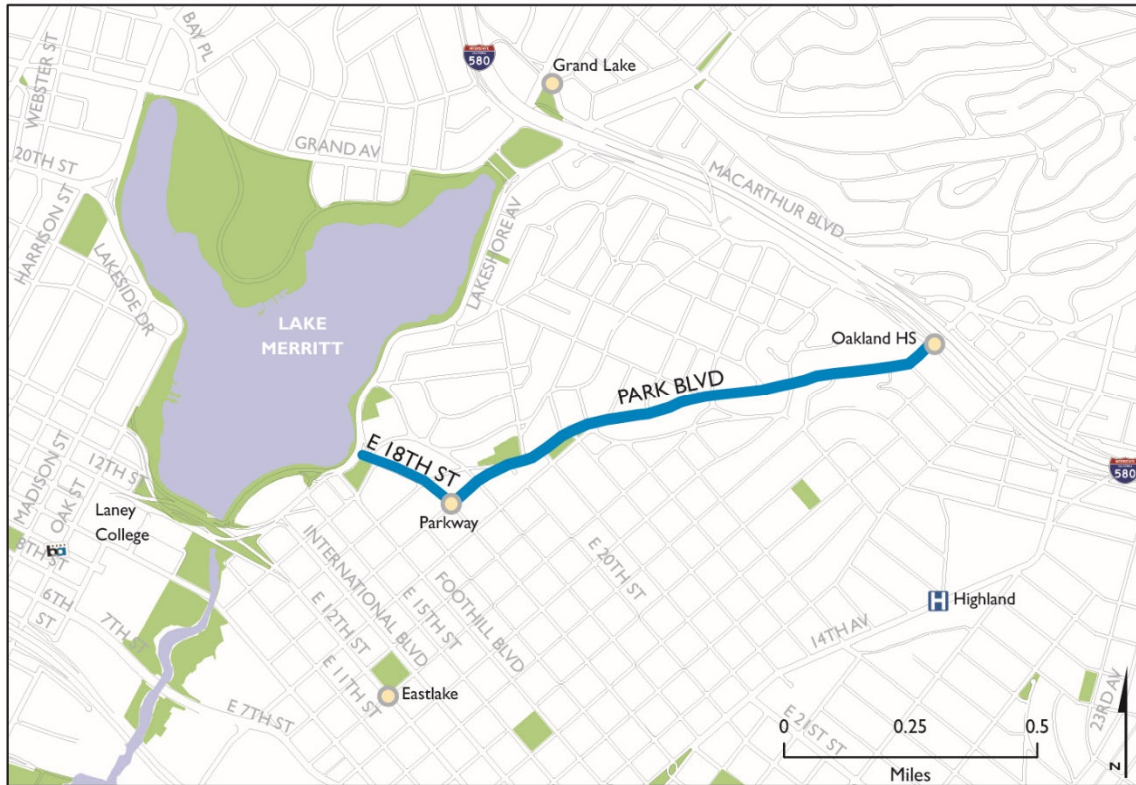 WEBSTER ST
BAY PL
INTERSTATE
CALIFORNIA
580
Grand Lake
GRAND AV
20TH ST
MACARTHUR BLVD
HARRISON ST
LAKESHORE AV
LAKESIDE DR
LAKE
MERRITT
Oakland HS
PARK BLVD
E 18TH ST
Parkway
MADISON ST
OAK ST
12TH ST
Laney
College
8TH ST
6TH
ST
7TH ST
ba
INTERNATIONAL BLVD
E 12TH ST
E 11TH ST
E 15TH ST
FOOTHILL BLVD
E 20TH ST
580
Highland
H
14TH AV
Eastlake
E 7TH ST
E 21ST ST
23RD AV
0 0.25 0.5
Miles
N